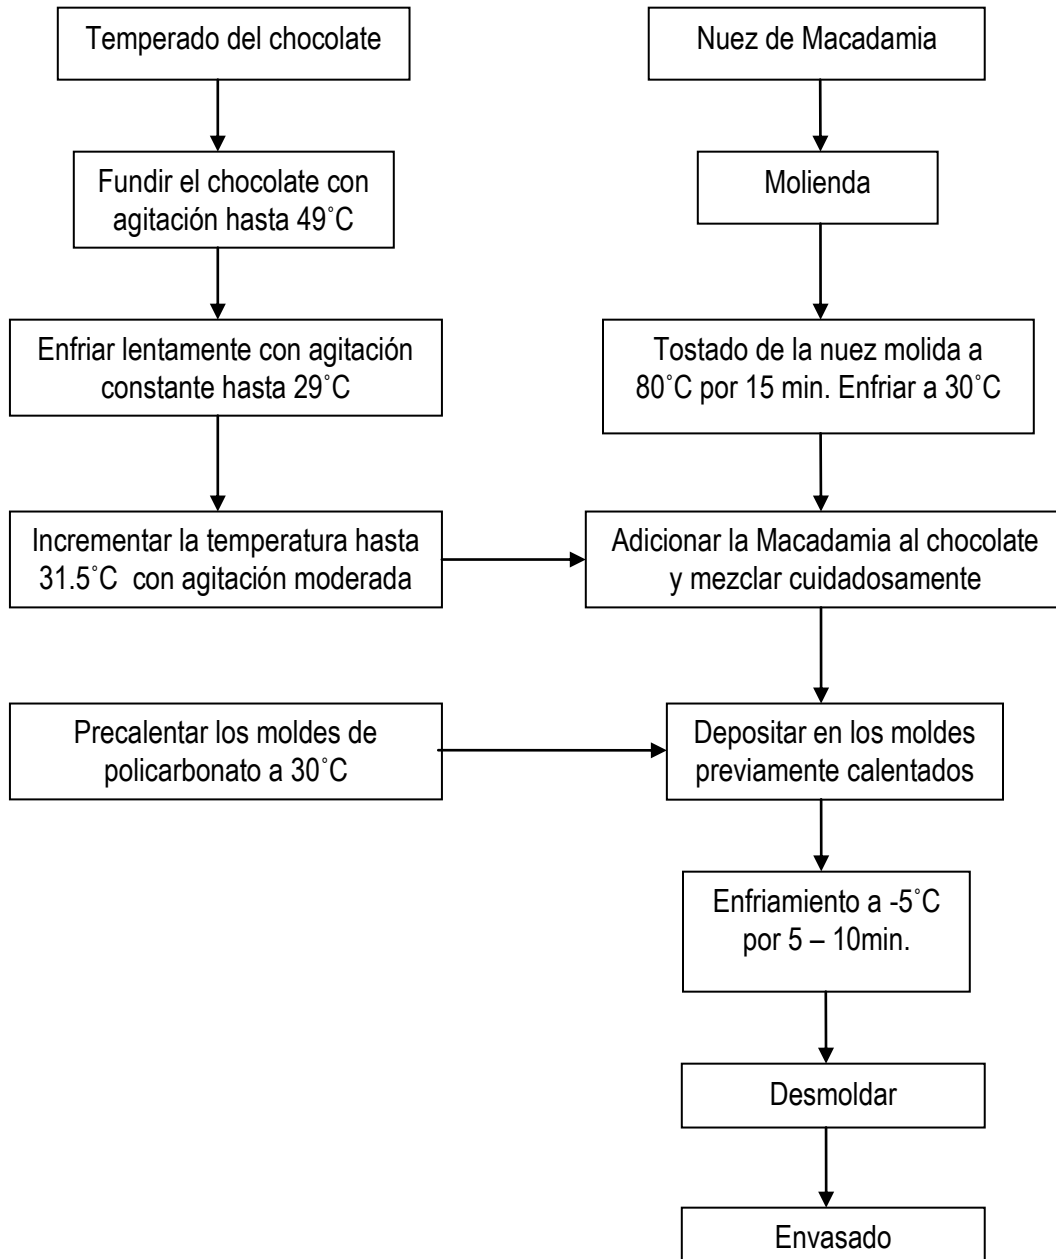 Temperado del chocolate
Nuez de Macadamia
Fundir el chocolate con
agitación hasta 49˚C
Molienda
Enfriar lentamente con agitación
constante hasta 29˚C
Tostado de la nuez molida a
80˚C por 15 min. Enfriar a 30˚C
Incrementar la temperatura hasta
31.5˚C  con agitación moderada
Adicionar la Macadamia al chocolate
y mezclar cuidadosamente
Precalentar los moldes de
policarbonato a 30˚C
Depositar en los moldes
previamente calentados
Enfriamiento a -5˚C
por 5 – 10min.
Desmoldar
Envasado